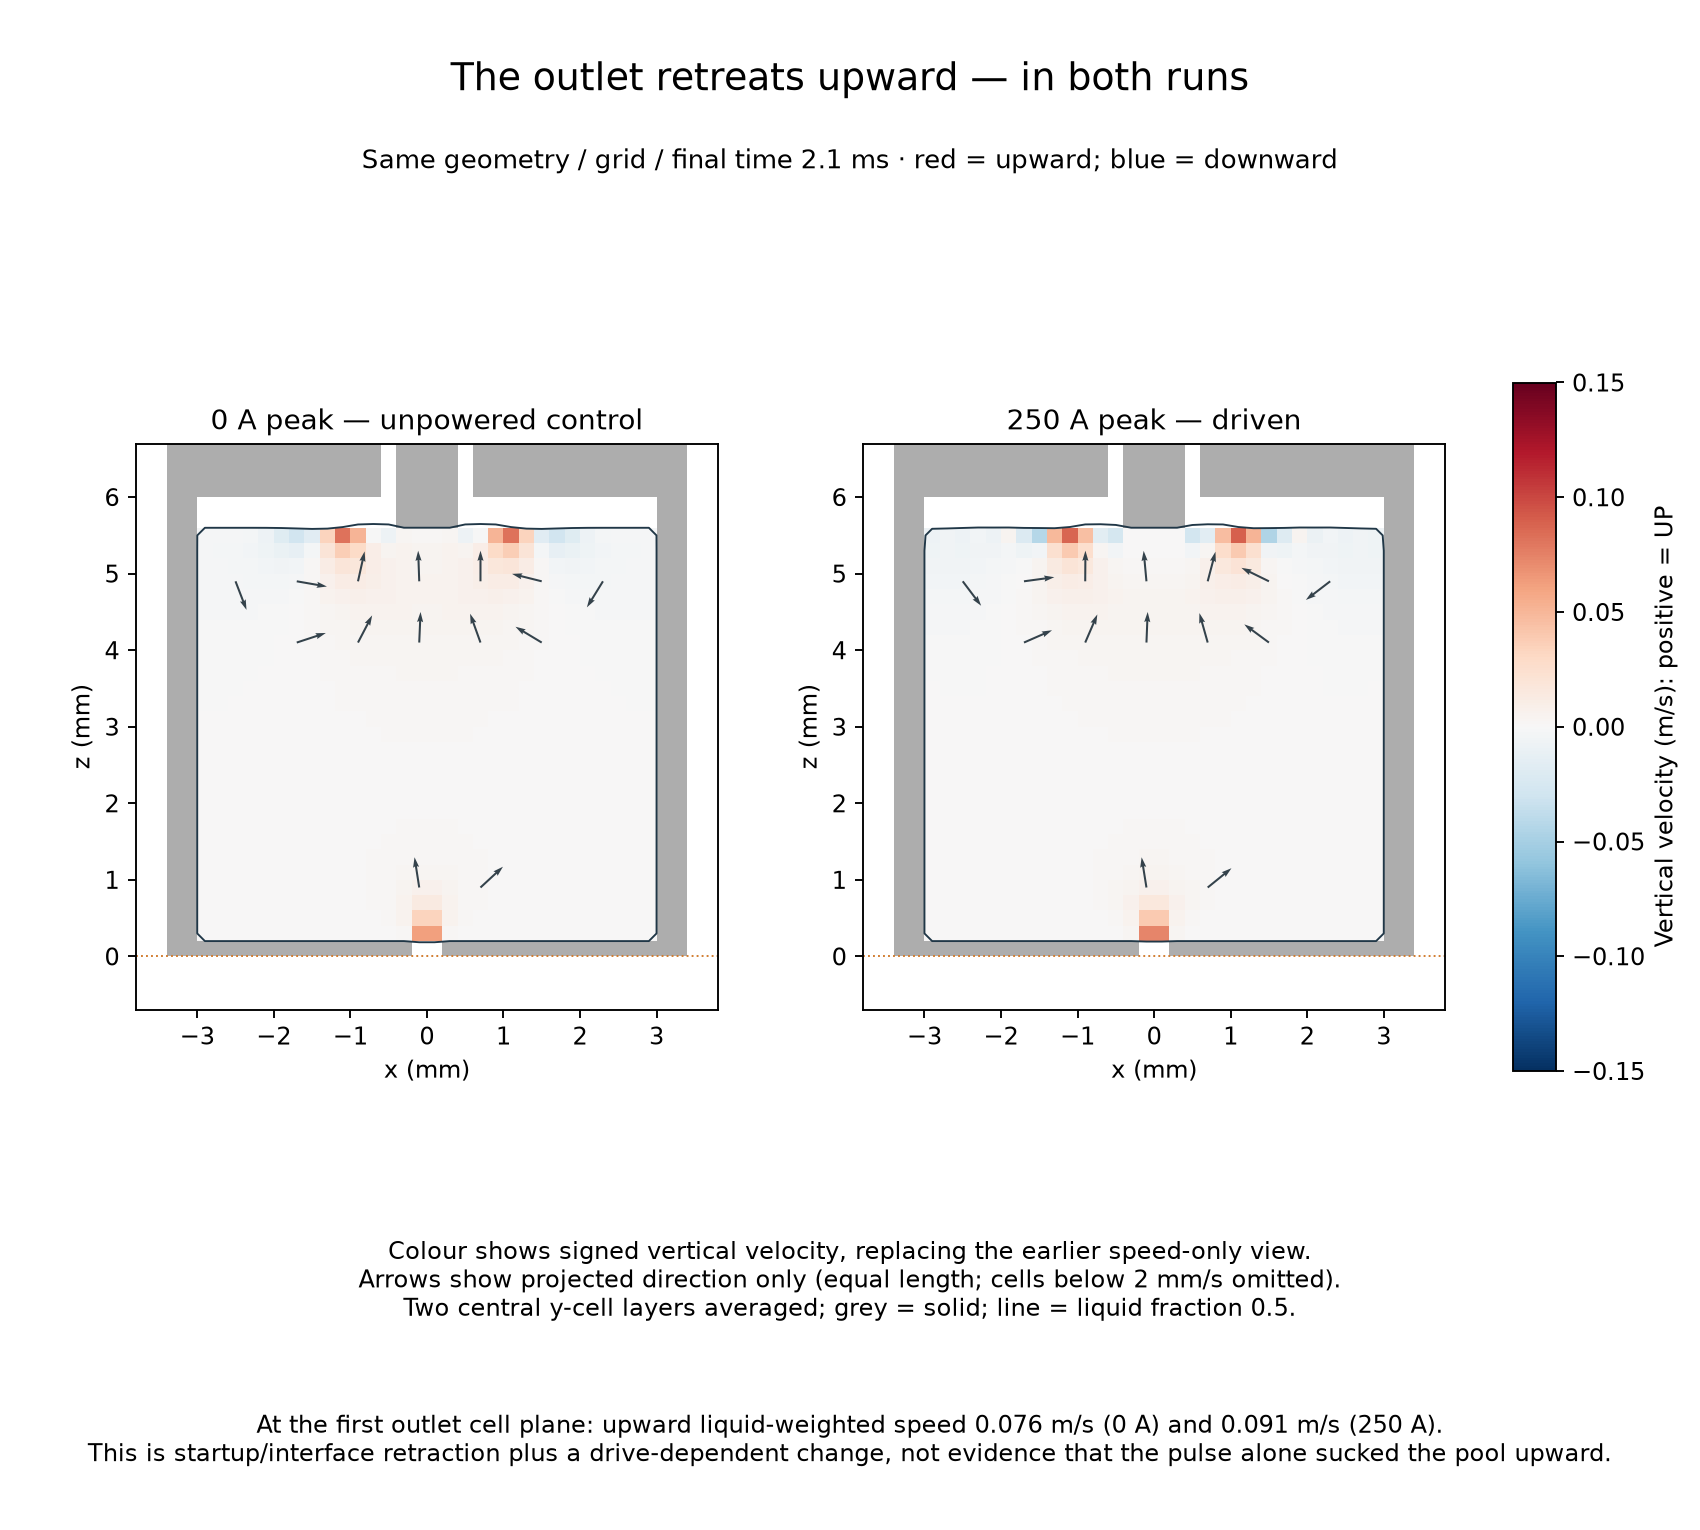 The outlet retreats upward — in both runs
Same geometry / grid / final time 2.1 ms · red = upward; blue = downward
0 A peak — unpowered control
6
5
4
3
2
1
0
z (mm)
−3
−2
−1
0
1
2
3
x (mm)
250 A peak — driven
6
5
4
3
2
1
0
z (mm)
−3
−2
−1
0
1
2
3
x (mm)
0.15
0.10
0.05
0.00
−0.05
−0.10
−0.15
Vertical velocity (m/s): positive = UP
Colour shows signed vertical velocity, replacing the earlier speed-only view.
Arrows show projected direction only (equal length; cells below 2 mm/s omitted).
Two central y-cell layers averaged; grey = solid; line = liquid fraction 0.5.
At the first outlet cell plane: upward liquid-weighted speed 0.076 m/s (0 A) and 0.091 m/s (250 A).
This is startup/interface retraction plus a drive-dependent change, not evidence that the pulse alone sucked the pool upward.